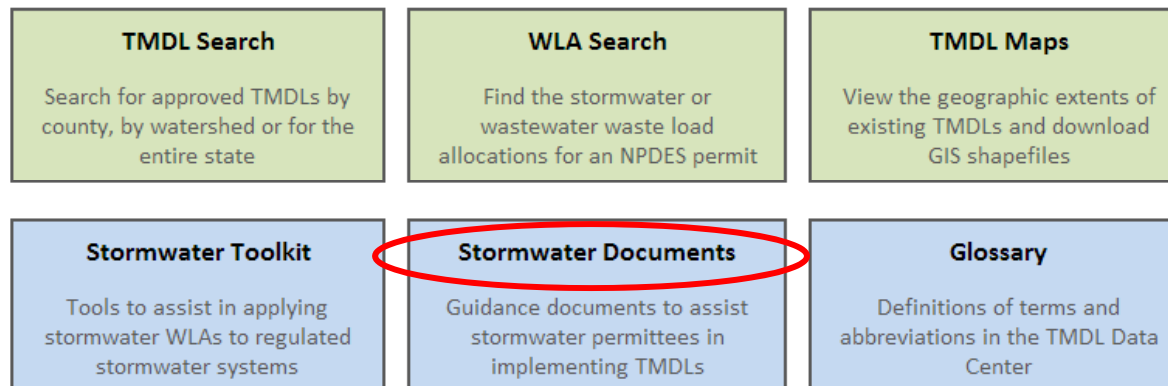 TMDL Search
Search for approved TMDLs by
county, by watershed or for the
entire state
WLA Search
Find the stormwater or
wastewater waste load
allocations for an NPDES permit
TMDL Maps
View the geographic extents of
existing TMDLs and download
GIS shapefiles
Stormwater Toolkit
Tools to assist in applying
stormwater WLAs to regulated
stormwater systems
Stormwater Documents
Guidance documents to assist
stormwater permittees in
implementing TMDLs
Glossary
Definitions of terms and
abbreviations in the TMDL Data
Center